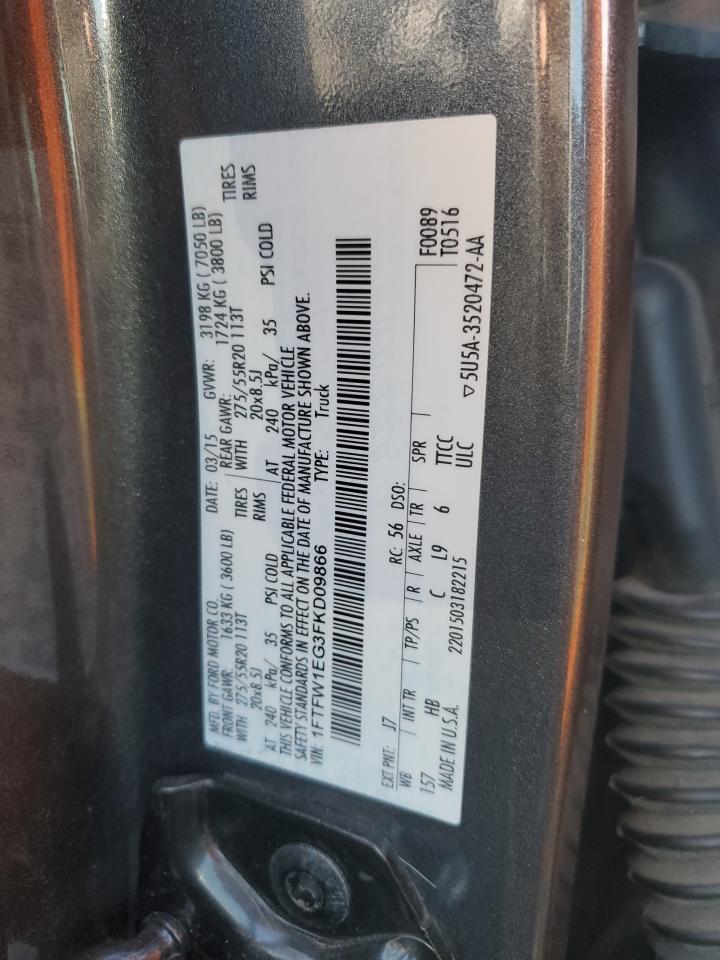 MFD. BY FORD MOTOR CO. DATE: 03/15 GVWR: 3198 KG ( 7050 LB)
FRONT GAWR: 1633 KG ( 3600 LB) REAR GAWR: 1724 KG ( 3800 LB)
WITH 275/55R20 113T TIRES WITH 275/55R20 113T TIRES
20x8.5J RIMS 20x8.5J RIMS
AT 240 kPa/ 35 PSI COLD AT 240 kPa/ 35 PSI COLD
THIS VEHICLE CONFORMS TO ALL APPLICABLE FEDERAL MOTOR VEHICLE
SAFETY STANDARDS IN EFFECT ON THE DATE OF MANUFACTURE SHOWN ABOVE.
VIN: 1FTFW1EG3FKD09866 TYPE: Truck
EXT PNT: J7 RC: 56 DSO: F0089
WB INT TR TP/PS R AXLE TR SPR T0516
157 HB C L9 6 TTCC
MADE IN U.S.A. 2201503182215 ULC
▽5U5A-3520472-AA